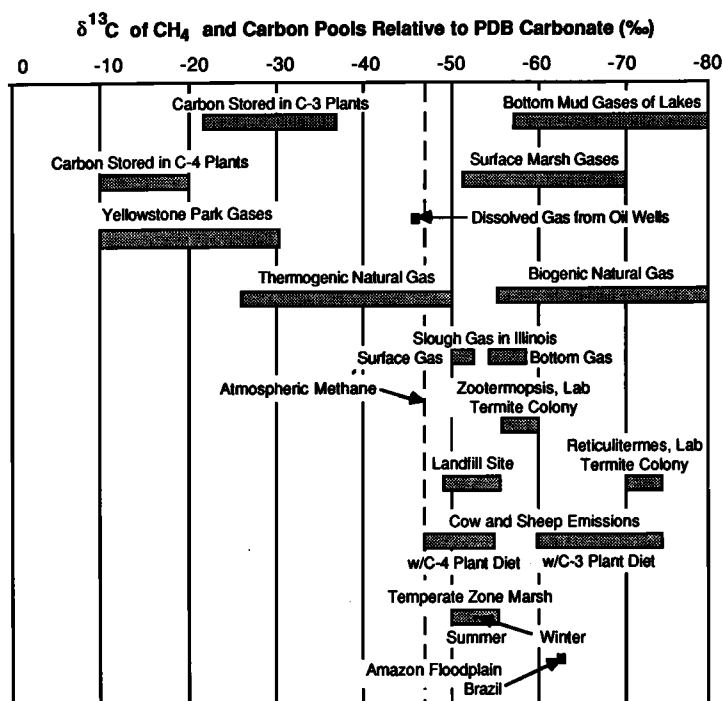 δ¹³C of CH₄ and Carbon Pools Relative to PDB Carbonate (‰)
0 -10 -20 -30 -40 -50 -60 -70 -80
Carbon Stored in C-3 Plants
Bottom Mud Gases of Lakes
Carbon Stored in C-4 Plants
Surface Marsh Gases
Yellowstone Park Gases
Dissolved Gas from Oil Wells
Thermogenic Natural Gas
Biogenic Natural Gas
Slough Gas in Illinois
Surface Gas
Bottom Gas
Atmospheric Methane
Zootermopsis, Lab
Termite Colony
Landfill Site
Reticulitermes, Lab
Termite Colony
Cow and Sheep Emissions
w/C-4 Plant Diet
w/C-3 Plant Diet
Temperate Zone Marsh
Summer
Winter
Amazon Floodplain
Brazil